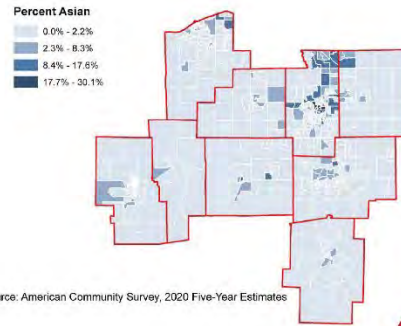 Percent Asian
0.0% - 2.2%
2.3% - 8.3%
8.4% - 17.6%
17.7% - 30.1%
rce: American Community Survey, 2020 Five-Year Estimates